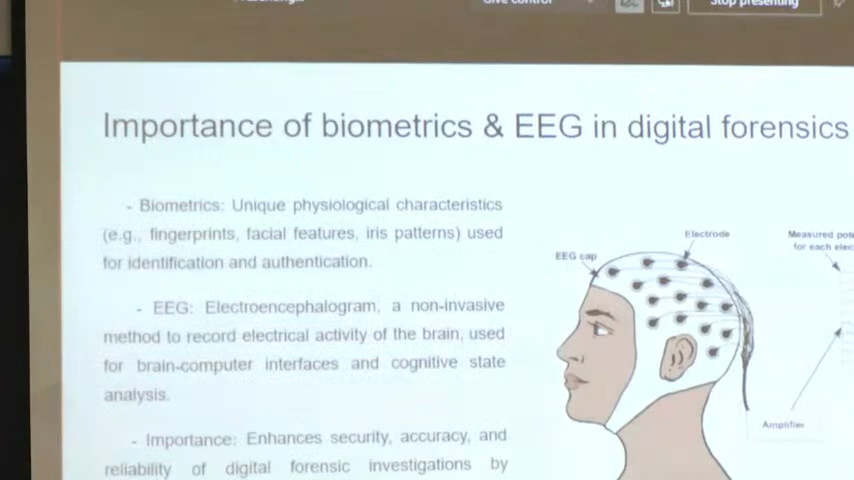 Give control
Stop presenting
Importance of biometrics & EEG in digital forensics
- Biometrics: Unique physiological characteristics
(e.g., fingerprints, facial features, iris patterns) used
for identification and authentication.
- EEG: Electroencephalogram, a non-invasive
method to record electrical activity of the brain, used
for brain-computer interfaces and cognitive state
analysis.
- Importance: Enhances security, accuracy, and
reliability of digital forensic investigations by
Electrode
EEG cap
Measured
for each
Amplifier